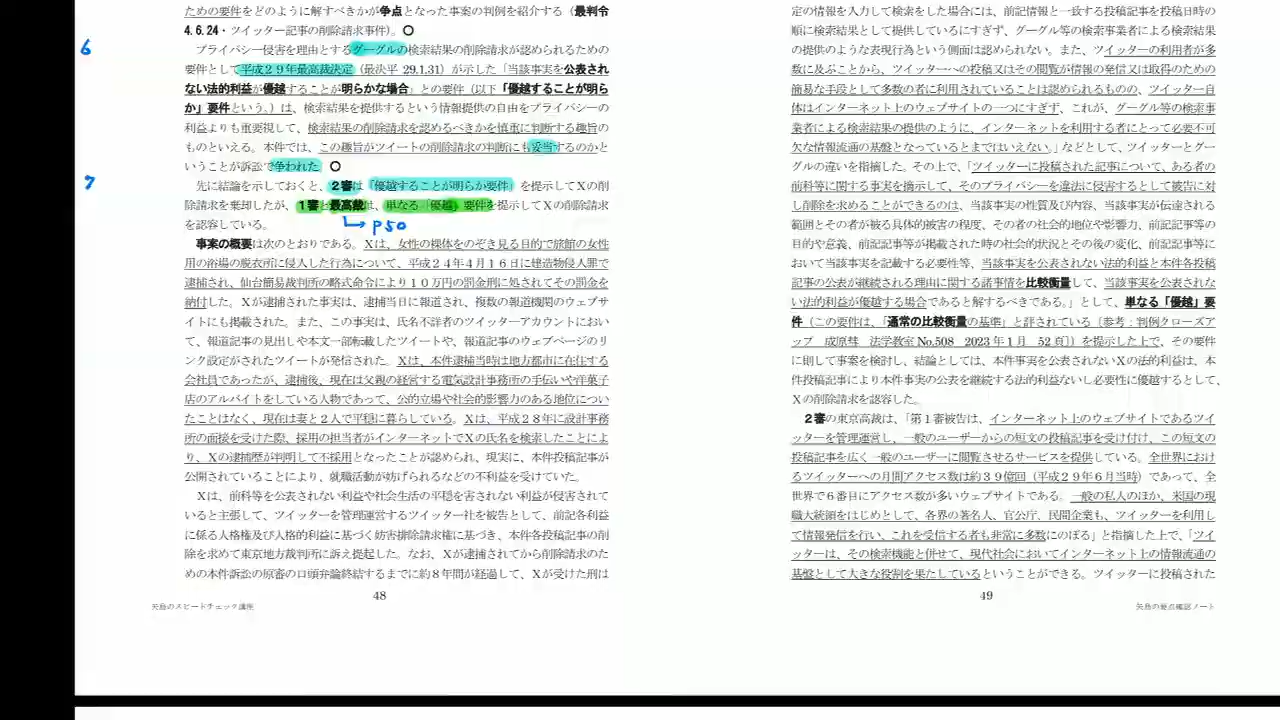 ための要件をどのように解すべきかが争点となった事案の判例を紹介する（最判令
4.6.24・ツイッター記事の削除請求事件）。○
6
プライバシー侵害を理由とするグーグルの検索結果の削除請求が認められるための
要件として平成２９年最高裁決定（最決平 29.1.31）が示した「当該事実を公表され
ない法的利益が優越することが明らかな場合」との要件（以下「優越することが明ら
か」要件という。）は、検索結果を提供するという情報提供の自由をプライバシーの
利益よりも重要視して、検索結果の削除請求を認めるべきかを慎重に判断する趣旨の
ものといえる。本件では、この趣旨がツイートの削除請求の判断にも妥当するのかと
いうことが訴訟で争われた ○
7
先に結論を示しておくと、２審は「優越することが明らか要件」を提示してＸの削
除請求を棄却したが、１審と最高裁は、単なる「優越」要件を提示してＸの削除請求
を認容している。
→ P50
事案の概要は次のとおりである。Ｘは、女性の裸体をのぞき見る目的で旅館の女性
用の浴場の脱衣所に侵入した行為について、平成２４年４月１６日に建造物侵入罪で
逮捕され、仙台簡易裁判所の略式命令により１０万円の罰金刑に処されてその罰金を
納付した。Ｘが逮捕された事実は、逮捕当日に報道され、複数の報道機関のウェブサ
イトにも掲載された。また、この事実は、氏名不詳者のツイッターアカウントにおい
て、報道記事の見出しや本文一部転載したツイートや、報道記事のウェブページのリ
ンク設定がされたツイートが発信された。Ｘは、本件逮捕当時は地方都市に在住する
会社員であったが、逮捕後、現在は父親の経営する電気設計事務所の手伝いや洋菓子
店のアルバイトをしている人物であって、公的立場や社会的影響力のある地位につい
たことはなく、現在は妻と２人で平穏に暮らしている。Ｘは、平成２８年に設計事務
所の面接を受けた際、採用の担当者がインターネットでＸの氏名を検索したことによ
り、Ｘの逮捕歴が判明して不採用となったことが認められ、現実に、本件投稿記事が
公開されていることにより、就職活動が妨げられるなどの不利益を受けていた。
Ｘは、前科等を公表されない利益や社会生活の平穏を害されない利益が侵害されて
いると主張して、ツイッターを管理運営するツイッター社を被告として、前記各利益
に係る人格権及び人格的利益に基づく妨害排除請求権に基づき、本件各投稿記事の削
除を求めて東京地方裁判所に訴え提起した。なお、Ｘが逮捕されてから削除請求のた
めの本件訴訟の原審の口頭弁論終結するまでに約８年間が経過して、Ｘが受けた刑は
48
矢島のスピードチェック講座
定の情報を入力して検索をした場合には、前記情報と一致する投稿記事を投稿日時の
順に検索結果として提供しているにすぎず、グーグル等の検索事業者による検索結果
の提供のような表現行為という側面は認められない。また、ツイッターの利用者が多
数に及ぶことから、ツイッターへの投稿又はその閲覧が情報の発信又は取得のための
簡易な手段として多数の者に利用されていることは認められるものの、ツイッター自
体はインターネット上のウェブサイトの一つにすぎず、これが、グーグル等の検索事
業者による検索結果の提供のように、インターネットを利用する者にとって必要不可
欠な情報流通の基盤となっているとまではいえない。」などとして、ツイッターとグー
グルの違いを指摘した。その上で、「ツイッターに投稿された記事について、ある者の
前科等に関する事実を摘示して、そのプライバシーを違法に侵害するとして被告に対
し削除を求めることができるのは、当該事実の性質及び内容、当該事実が伝達される
範囲とその者が被る具体的被害の程度、その者の社会的地位や影響力、前記記事等の
目的や意義、前記記事等が掲載された時の社会的状況とその後の変化、前記記事等に
おいて当該事実を記載する必要性等、当該事実を公表されない法的利益と本件各投稿
記事の公表が継続される理由に関する諸事情を比較衡量して、当該事実を公表されな
い法的利益が優越する場合であると解するべきである。」として、単なる「優越」要
件（この要件は、「通常の比較衡量の基準」と評されている〔参考：判例クローズア
ップ 成原慧 法学教室 No.508 2023 年 1 月 52 頁〕）を提示した上で、その要件
に則して事案を検討し、結論としては、本件事実を公表されないＸの法的利益は、本
件投稿記事により本件事実の公表を継続する法的利益ないし必要性に優越するとして、
Ｘの削除請求を認容した。
２審の東京高裁は、「第１審被告は、インターネット上のウェブサイトであるツイ
ッターを管理運営し、一般のユーザーからの短文の投稿記事を受け付け、この短文の
投稿記事を広く一般のユーザーに閲覧させるサービスを提供している。全世界におけ
るツイッターへの月間アクセス数は約３９億回（平成２９年６月当時）であって、全
世界で６番目にアクセス数が多いウェブサイトである。一般の私人のほか、米国の現
職大統領をはじめとして、各界の著名人、官公庁、民間企業も、ツイッターを利用し
て情報発信を行い、これを受信する者も非常に多数にのぼる」と指摘した上で、「ツイ
ッターは、その検索機能と併せて、現代社会においてインターネット上の情報流通の
基盤として大きな役割を果たしているということができる。ツイッターに投稿された
49
矢島の要点確認ノート